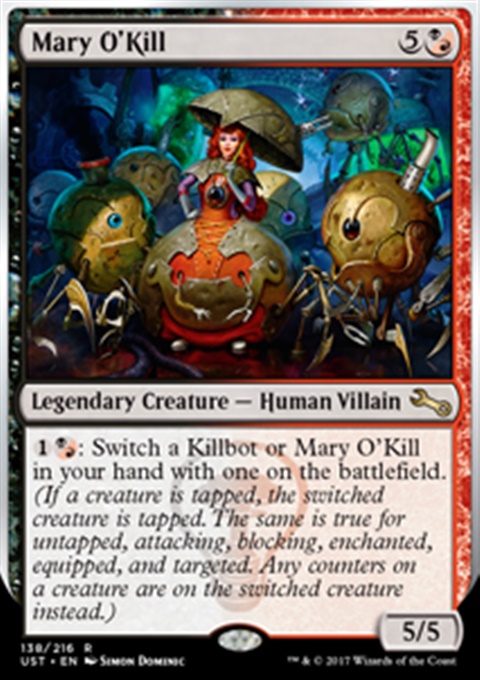 Mary O'Kill 5
Legendary Creature — Human Villain
1 : Switch a Killbot or Mary O'Kill
in your hand with one on the battlefield.
(If a creature is tapped, the switched
creature is tapped. The same is true for
untapped, attacking, blocking, enchanted,
equipped, and targeted. Any counters on
a creature are on the switched creature
instead.)
5/5
138/216 R
UST • EN Simon Dominic
™ & © 2017 Wizards of the Coast